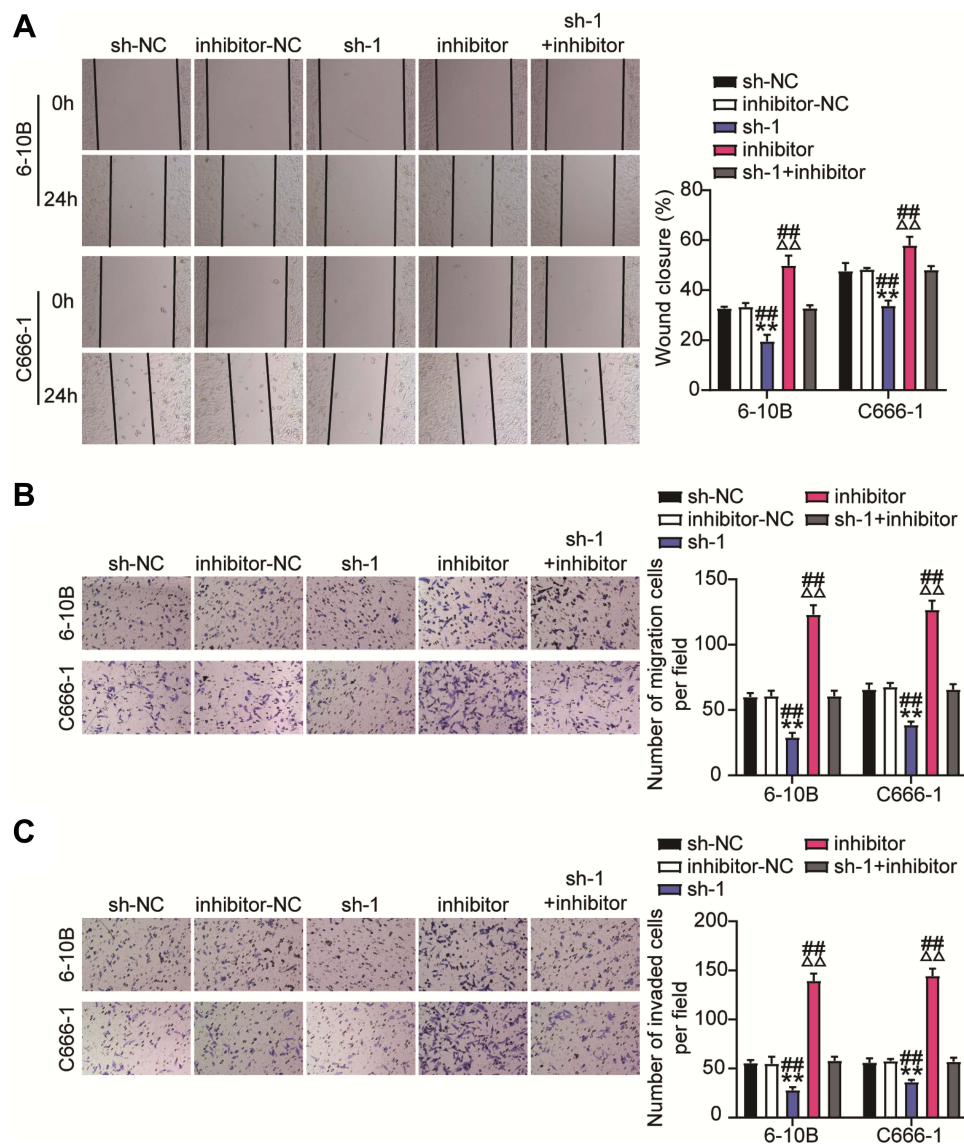 A
sh-NC
inhibitor-NC
sh-1
inhibitor
sh-1
+inhibitor
6-10B
0h
24h
C666-1
0h
24h
sh-NC
inhibitor-NC
sh-1
inhibitor
sh-1+inhibitor
Wound closure (%)
80
60
40
20
0
##
**
##
△△
##
**
##
△△
6-10B
C666-1
B
sh-NC
inhibitor-NC
sh-1
inhibitor
sh-1
+inhibitor
6-10B
C666-1
sh-NC
inhibitor
inhibitor-NC
sh-1+inhibitor
sh-1
Number of migration cells
per field
150
100
50
0
##
**
##
△△
##
**
##
△△
6-10B
C666-1
C
sh-NC
inhibitor-NC
sh-1
inhibitor
sh-1
+inhibitor
6-10B
C666-1
sh-NC
inhibitor
inhibitor-NC
sh-1+inhibitor
sh-1
Number of invaded cells
per field
200
150
100
50
0
##
**
##
△△
##
**
##
△△
6-10B
C666-1